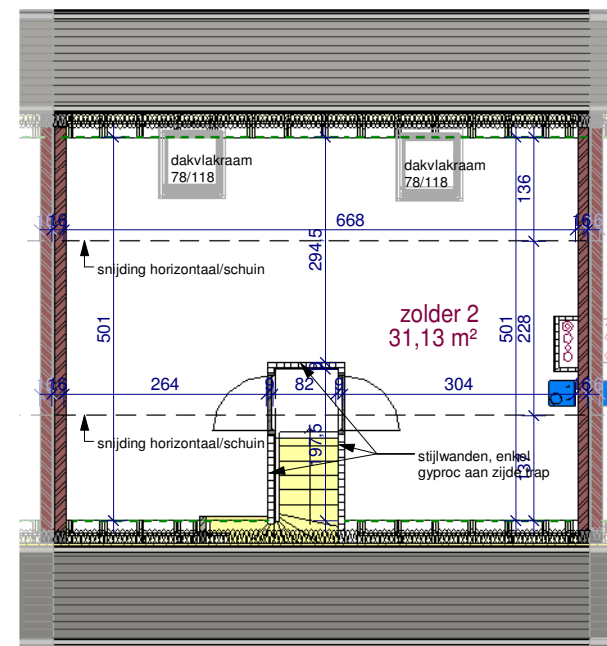 dakvlakraam
78/118
dakvlakraam
78/118
136
16
668
16
294,5
snijding horizontaal/schuin
zolder 2
31,13 m²
501
501
228
16
264
9
82
9
304
16
snijding horizontaal/schuin
197,5
stijlwanden, enkel
gyproc aan zijde trap
137